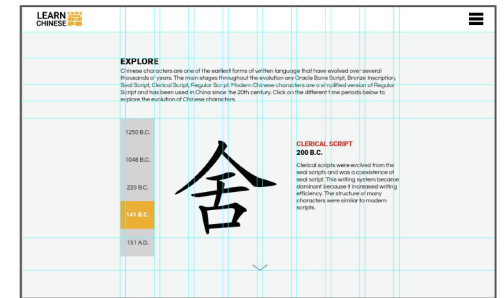 LEARN
CHINESE 学
EXPLORE
Chinese characters are one of the earliest forms of written language that have evolved over several
thousands of years. The main stages throughout the evolution are Oracle Bone Script, Bronze Inscription,
Seal Script, Clerical Script, Regular Script. Modern Chinese characters are a simplified version of Regular
Script and has been used in China since the 20th century. Click on the different time periods below to
explore the evolution of Chinese characters.
1250 B.C.
1048 B.C.
220 B.C.
141 B.C.
151 A.D.
舍
CLERICAL SCRIPT
200 B.C.
Clerical scripts were evolved from the
seal scripts and was a coexistence of
seal script. This writing system became
dominant because it increased writing
efficiency. The structure of many
characters were similar to modern
scripts.